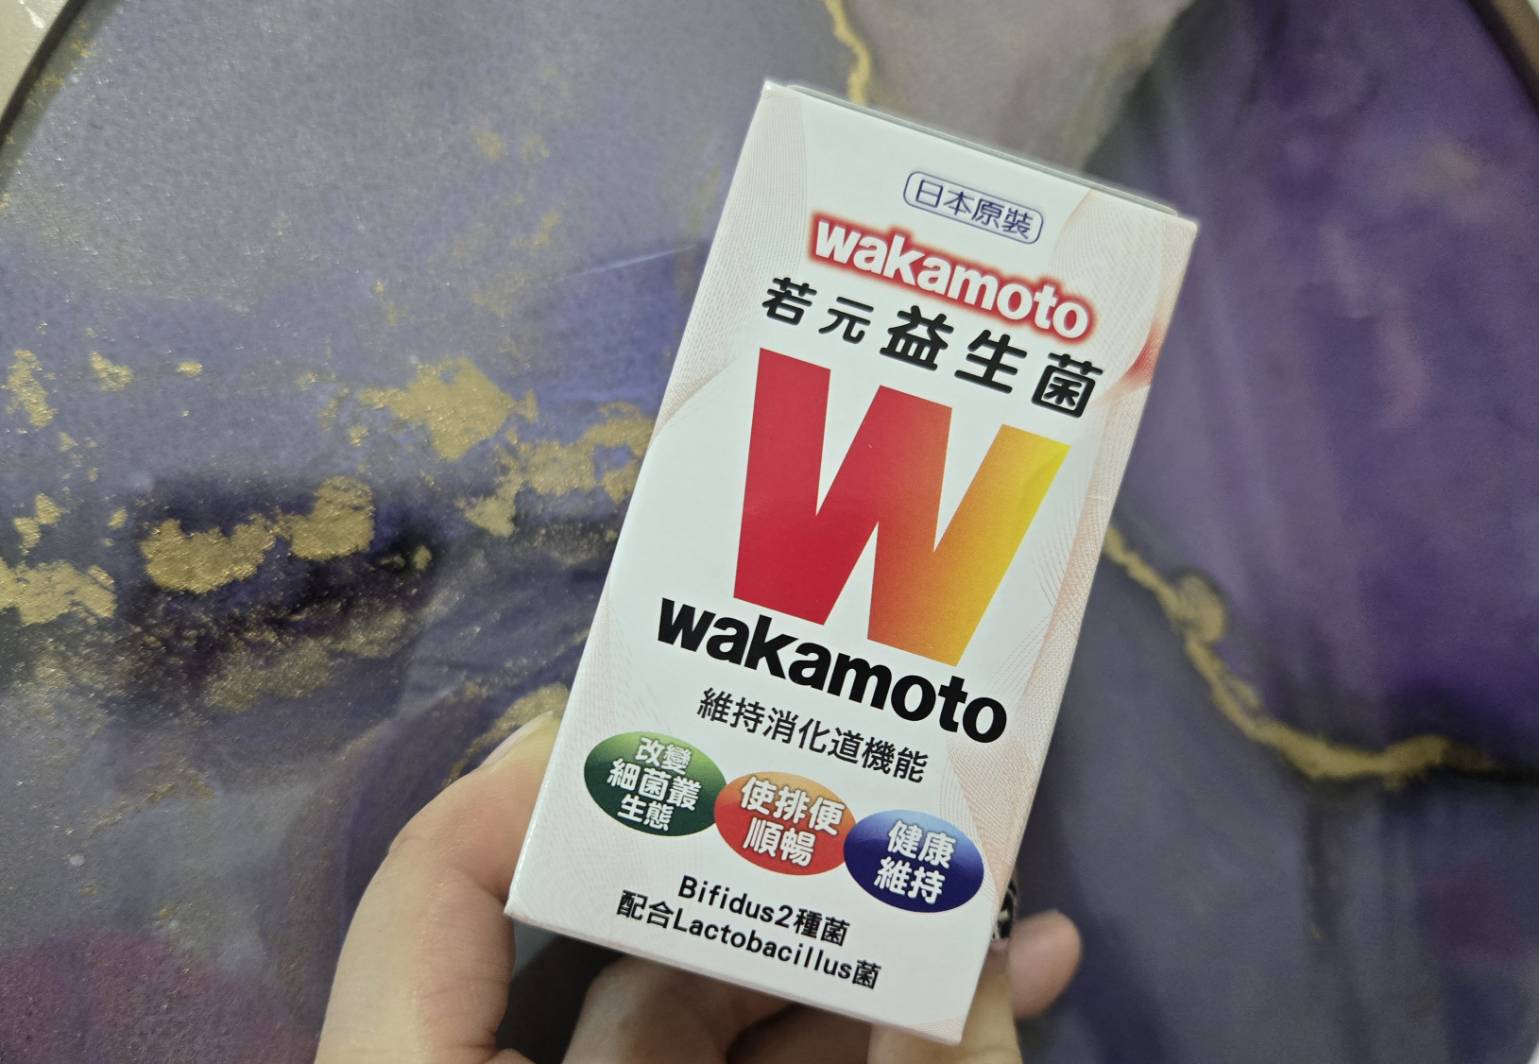 日本原裝
wakamoto
若元益生菌
W
wakamoto
維持消化道機能
改變
細菌叢
生態
使排便
順暢
健康
維持
Bifidus2種菌
配合Lactobacillus菌